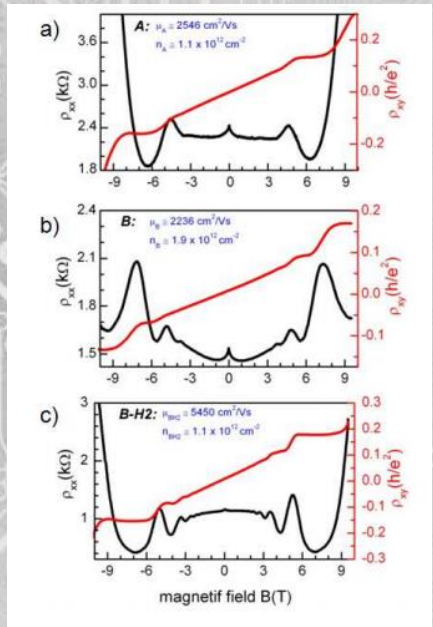 a)
A: μA ≅ 2546 cm²/Vs
nA ≅ 1.1 x 10¹² cm⁻²
ρxx(kΩ)
3.6
3.0
2.4
1.8
ρxy(h/e²)
0.2
0.0
-0.2
-9 -6 -3 0 3 6 9
b)
B: μB ≅ 2236 cm²/Vs
nB ≅ 1.9 x 10¹² cm⁻²
ρxx(kΩ)
2.4
2.1
1.8
1.5
ρxy(h/e²)
0.2
0.1
0.0
-0.1
-9 -6 -3 0 3 6 9
c)
B-H2: μBH2 ≅ 5450 cm²/Vs
nBH2 ≅ 1.1 x 10¹² cm⁻²
ρxx(kΩ)
3
2
1
ρxy(h/e²)
0.3
0.2
0.1
0.0
-0.1
-0.2
-0.3
-9 -6 -3 0 3 6 9
magnetif field B(T)